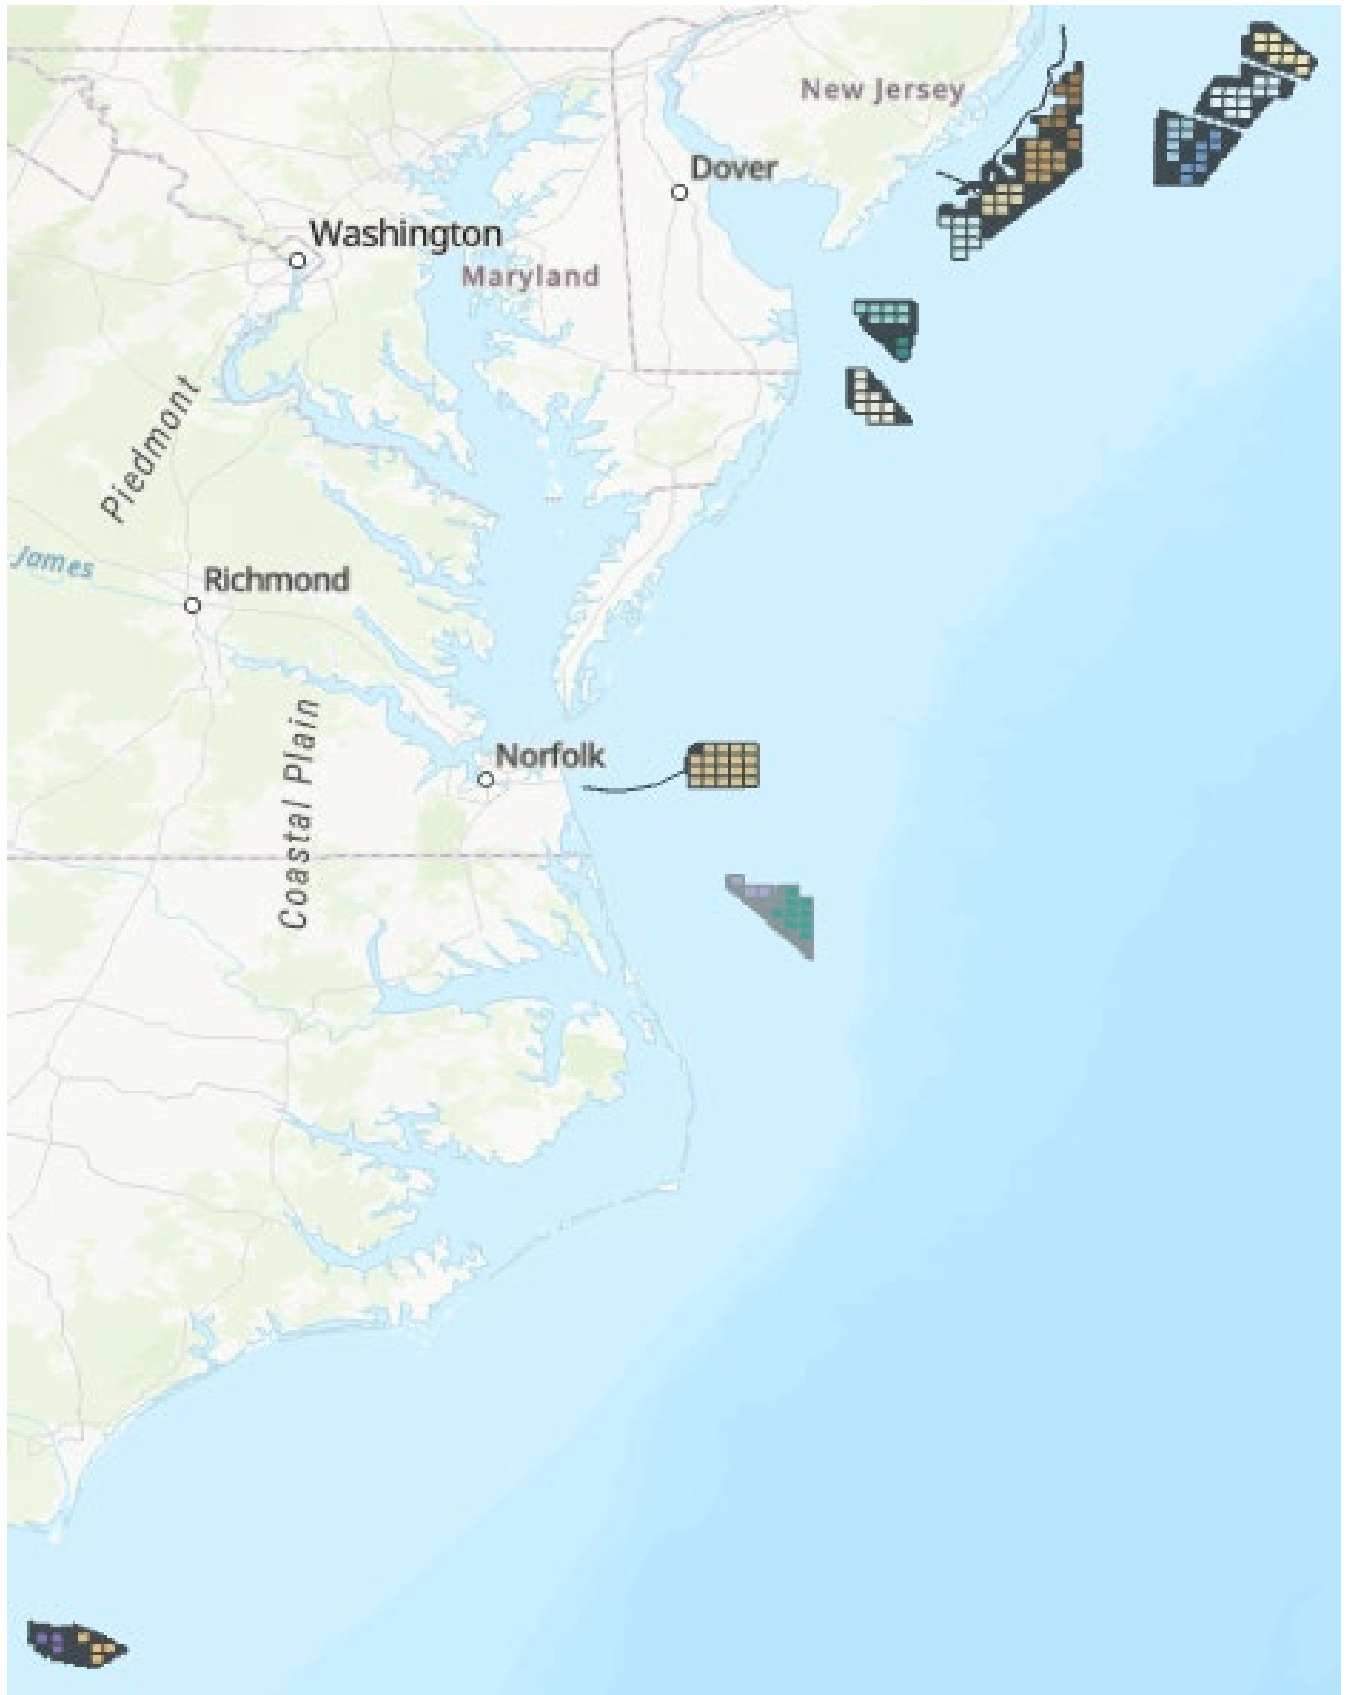 New Jersey
Dover
Washington
Maryland
Piedmont
James
Richmond
Coastal Plain
Norfolk